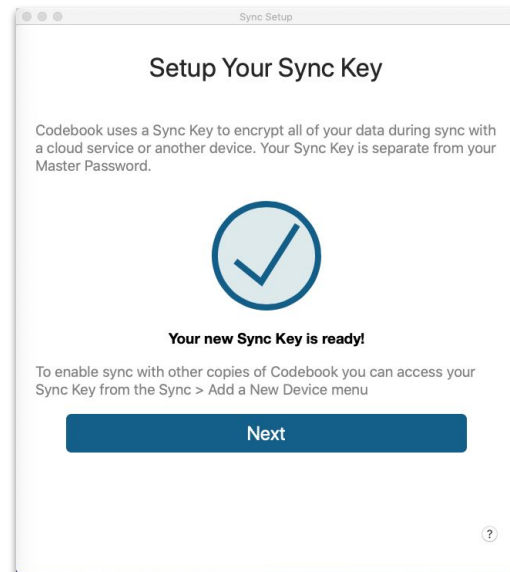 Sync Setup
Setup Your Sync Key
Codebook uses a Sync Key to encrypt all of your data during sync with
a cloud service or another device. Your Sync Key is separate from your
Master Password.
Your new Sync Key is ready!
To enable sync with other copies of Codebook you can access your
Sync Key from the Sync > Add a New Device menu
Next
?